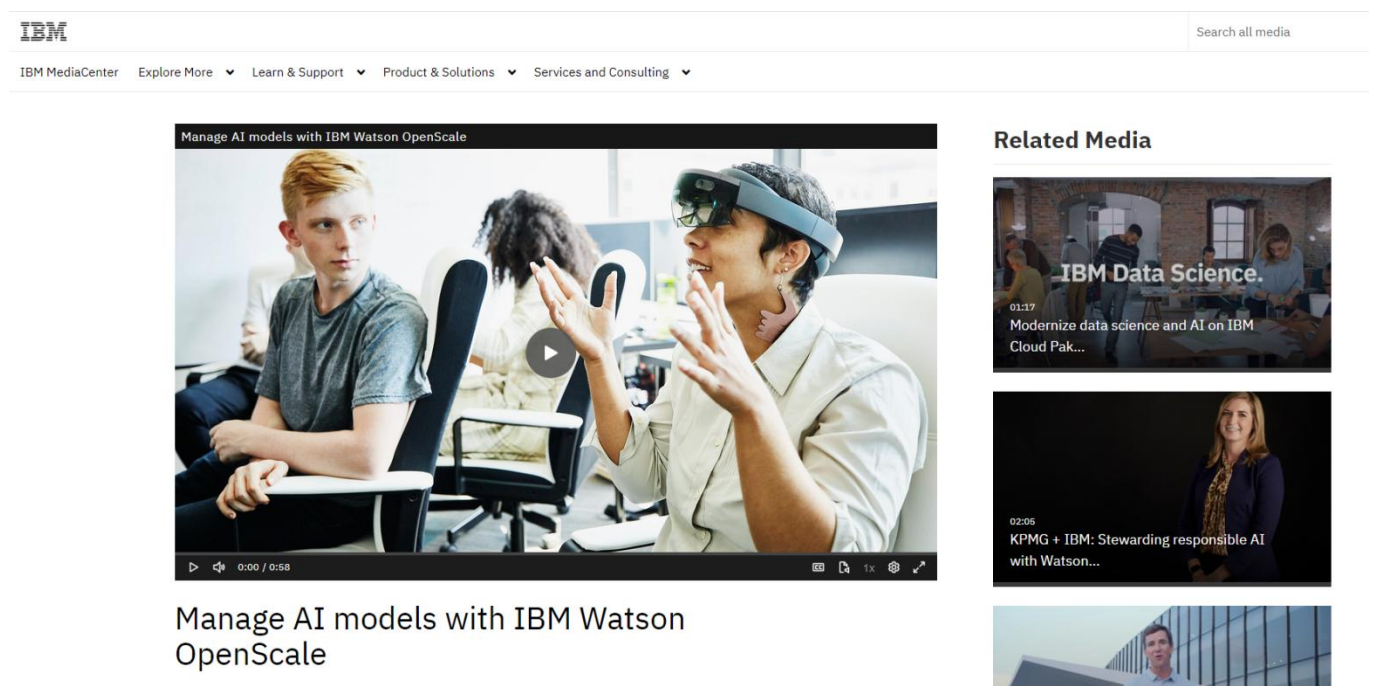 IBM
Search all media
IBM MediaCenter Explore More Learn & Support Product & Solutions Services and Consulting
Manage AI models with IBM Watson OpenScale
0:00 / 0:58
CC
1x
Manage AI models with IBM Watson
OpenScale
Related Media
IBM Data Science.
01:17
Modernize data science and AI on IBM
Cloud Pak...
02:05
KPMG + IBM: Stewarding responsible AI
with Watson...